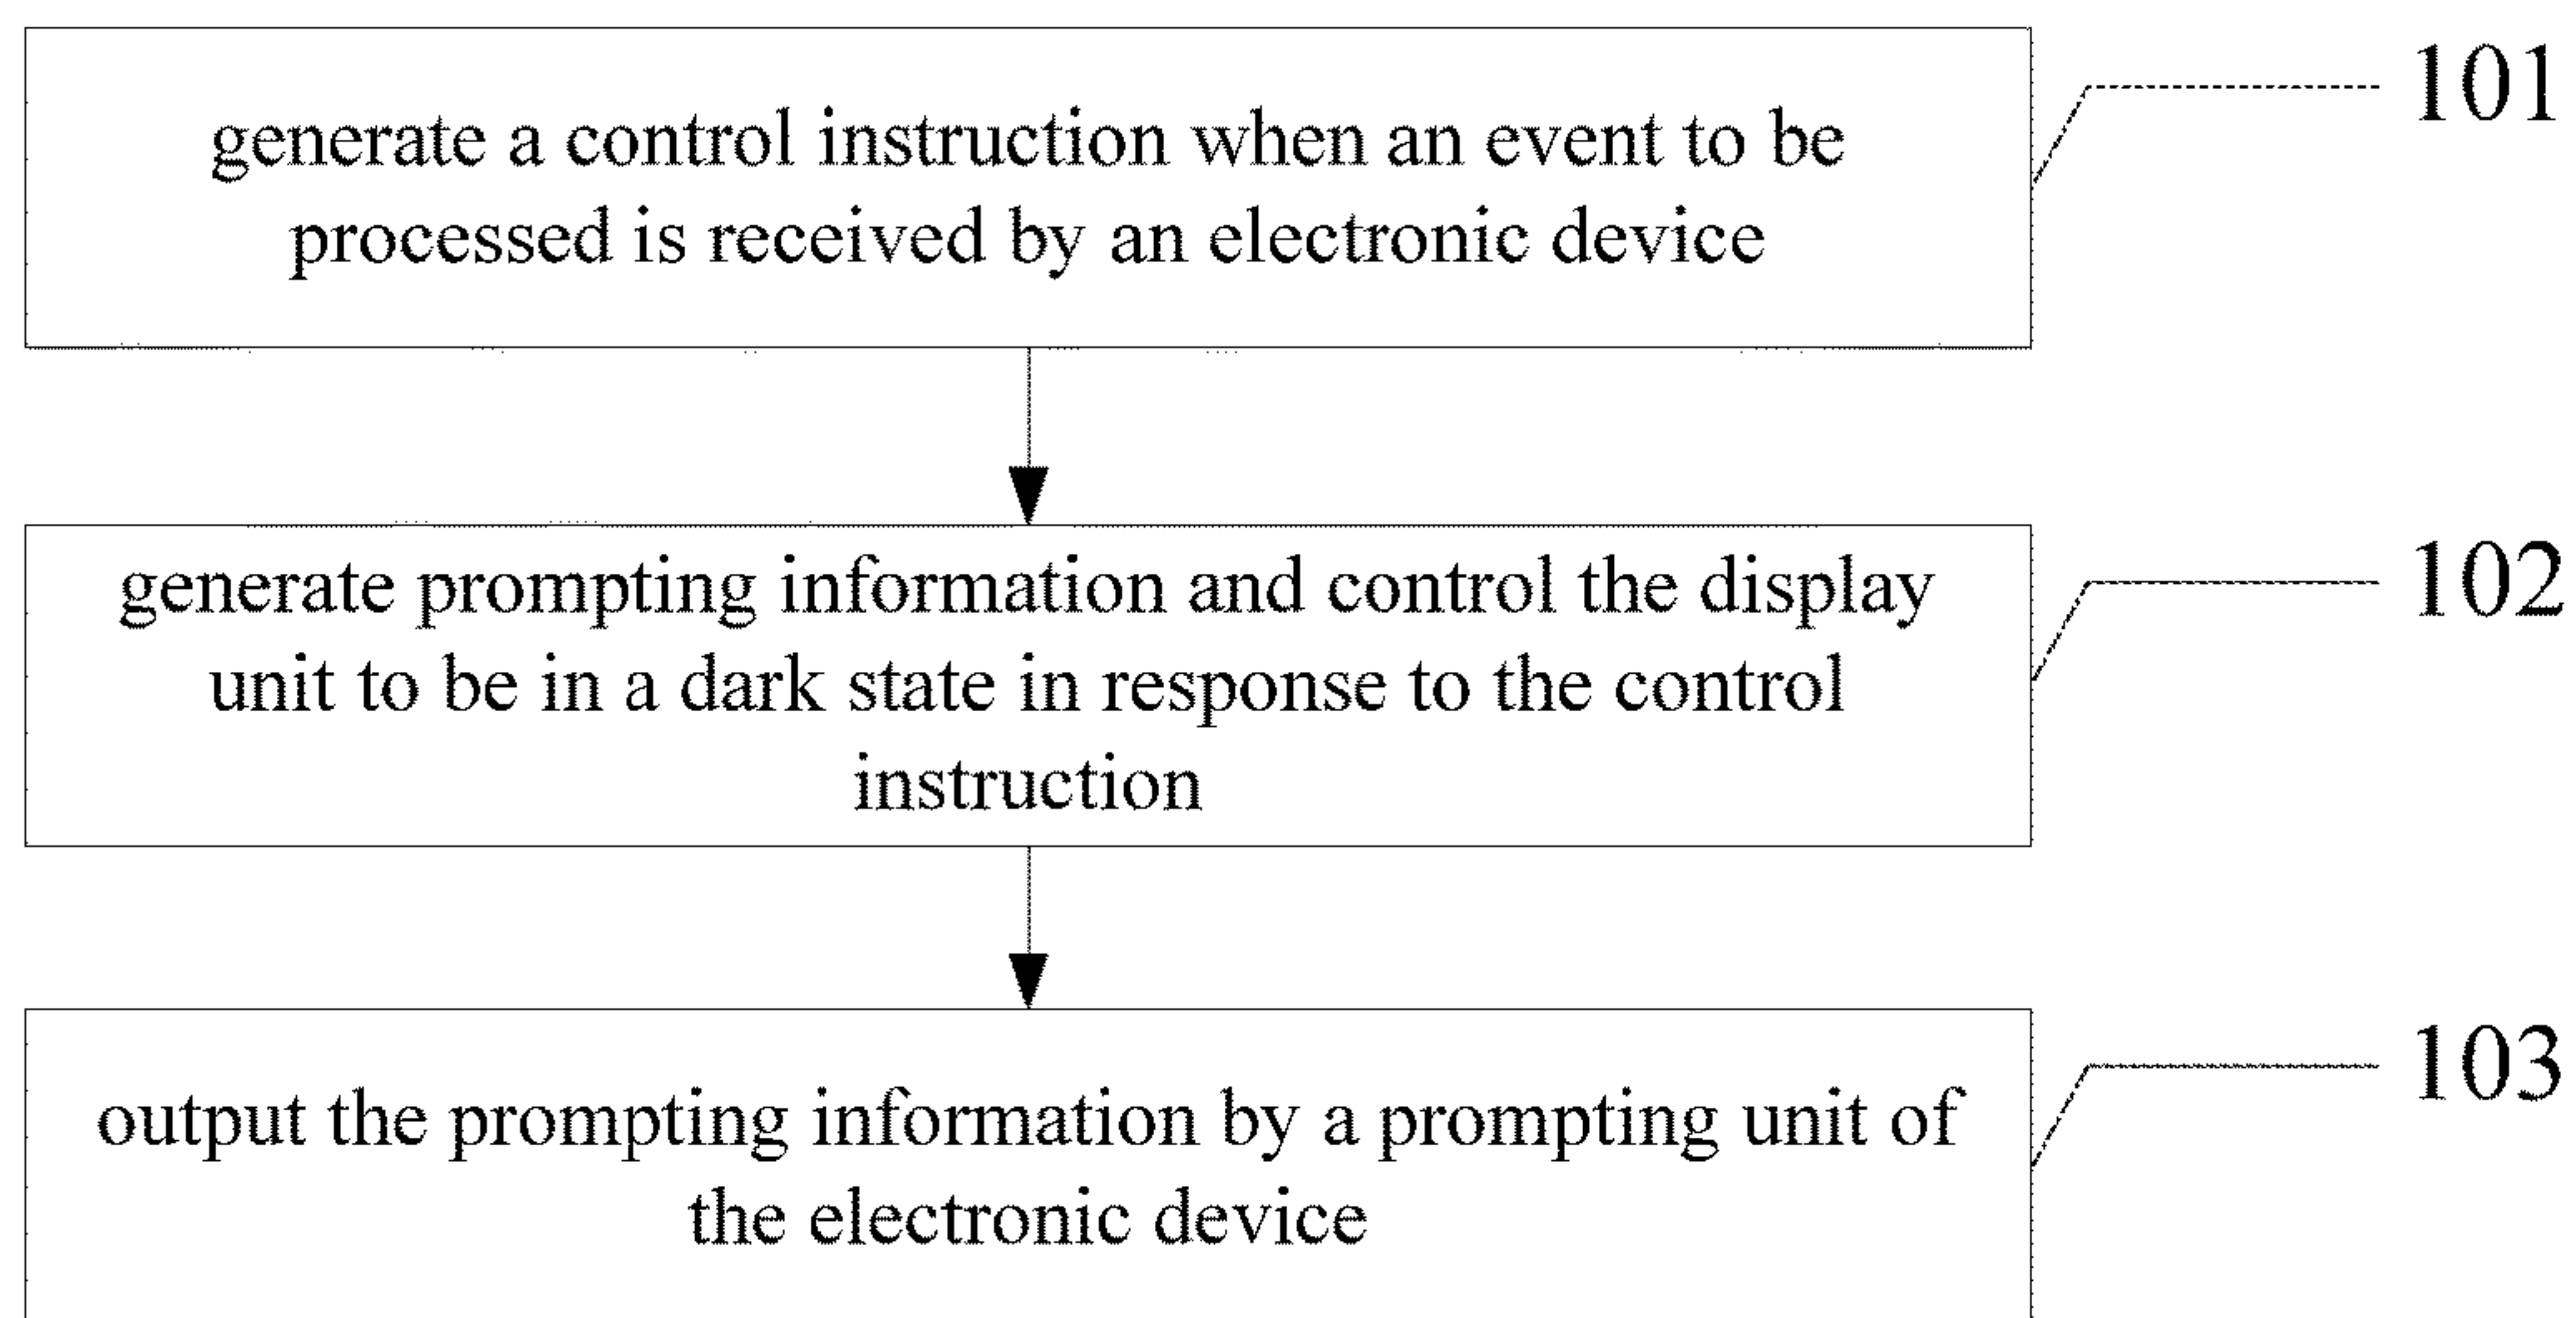 generate a control instruction when an event to be
processed is received by an electronic device
101
generate prompting information and control the display
unit to be in a dark state in response to the control
instruction
102
output the prompting information by a prompting unit of
the electronic device
103